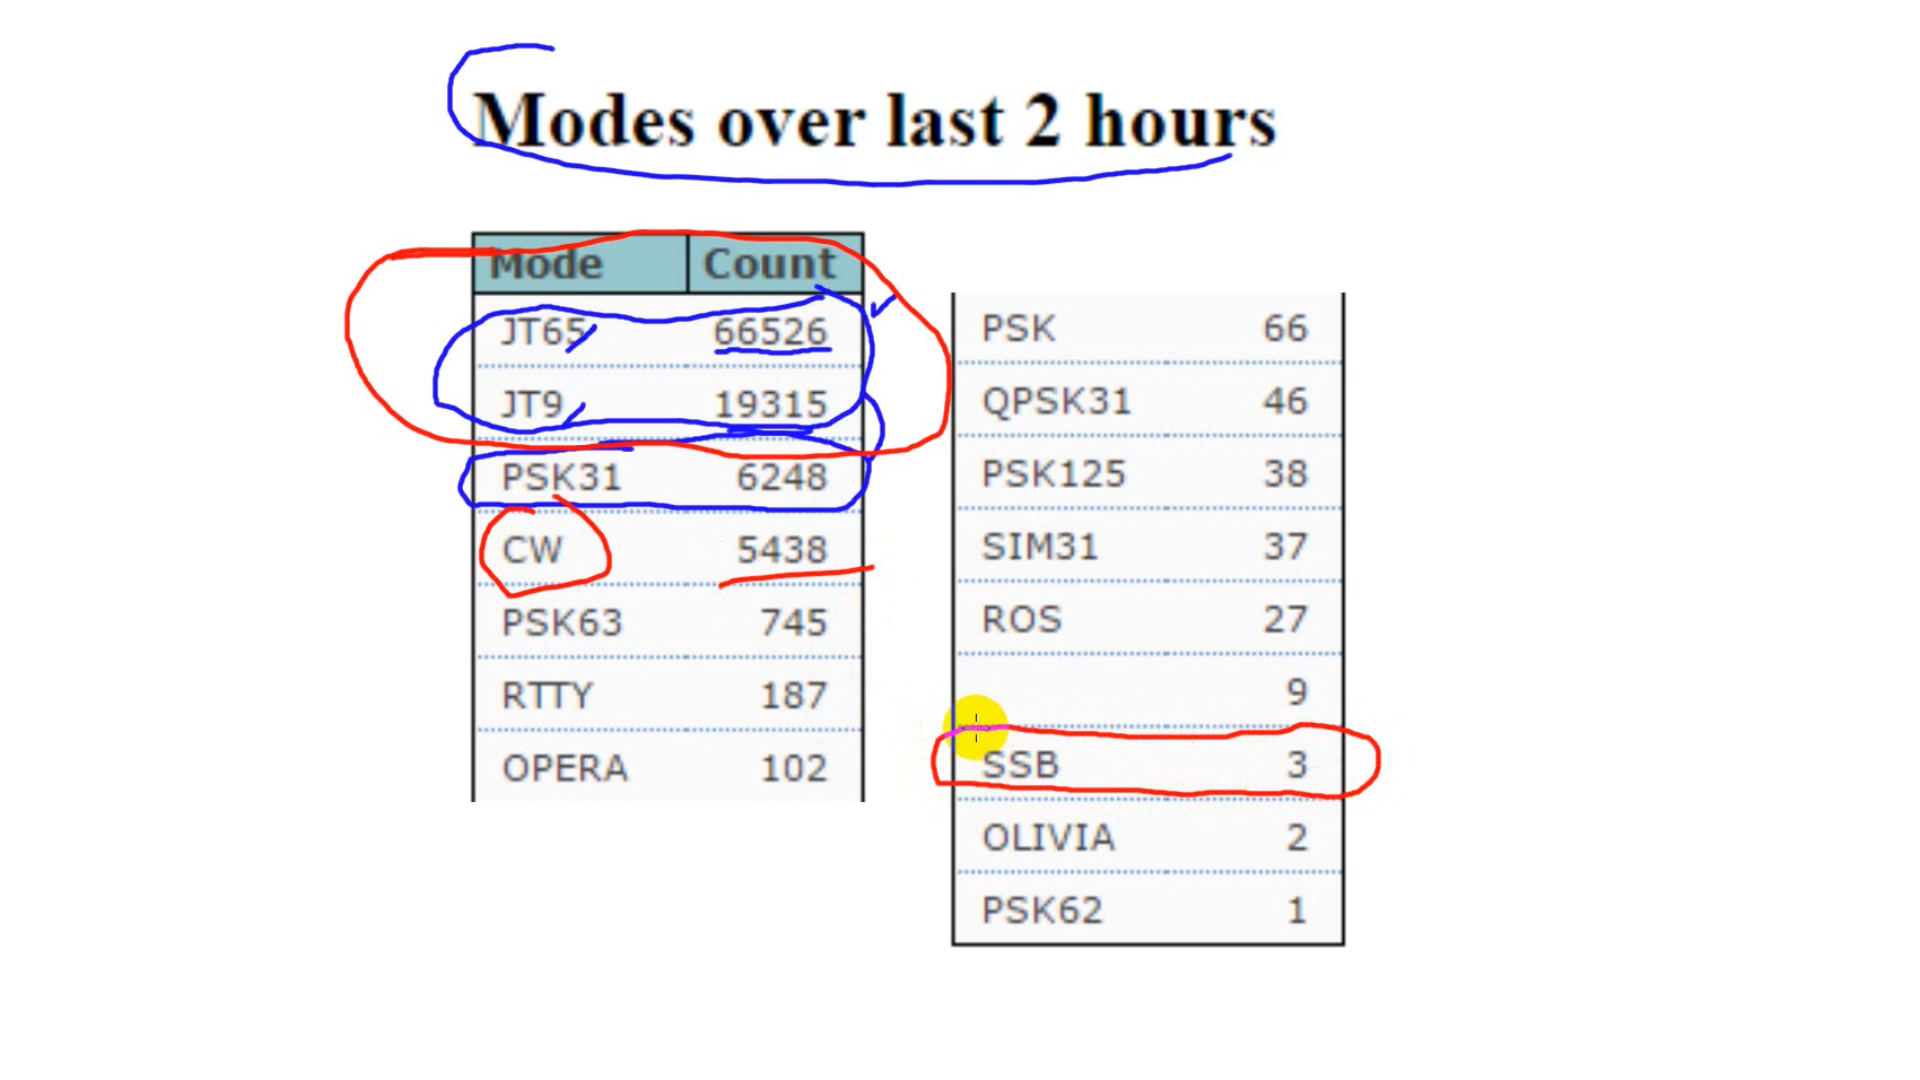 Modes over last 2 hours
Mode Count
JT65 66526
JT9 19315
PSK31 6248
CW 5438
PSK63 745
RTTY 187
OPERA 102
PSK 66
QPSK31 46
PSK125 38
SIM31 37
ROS 27
9
SSB 3
OLIVIA 2
PSK62 1